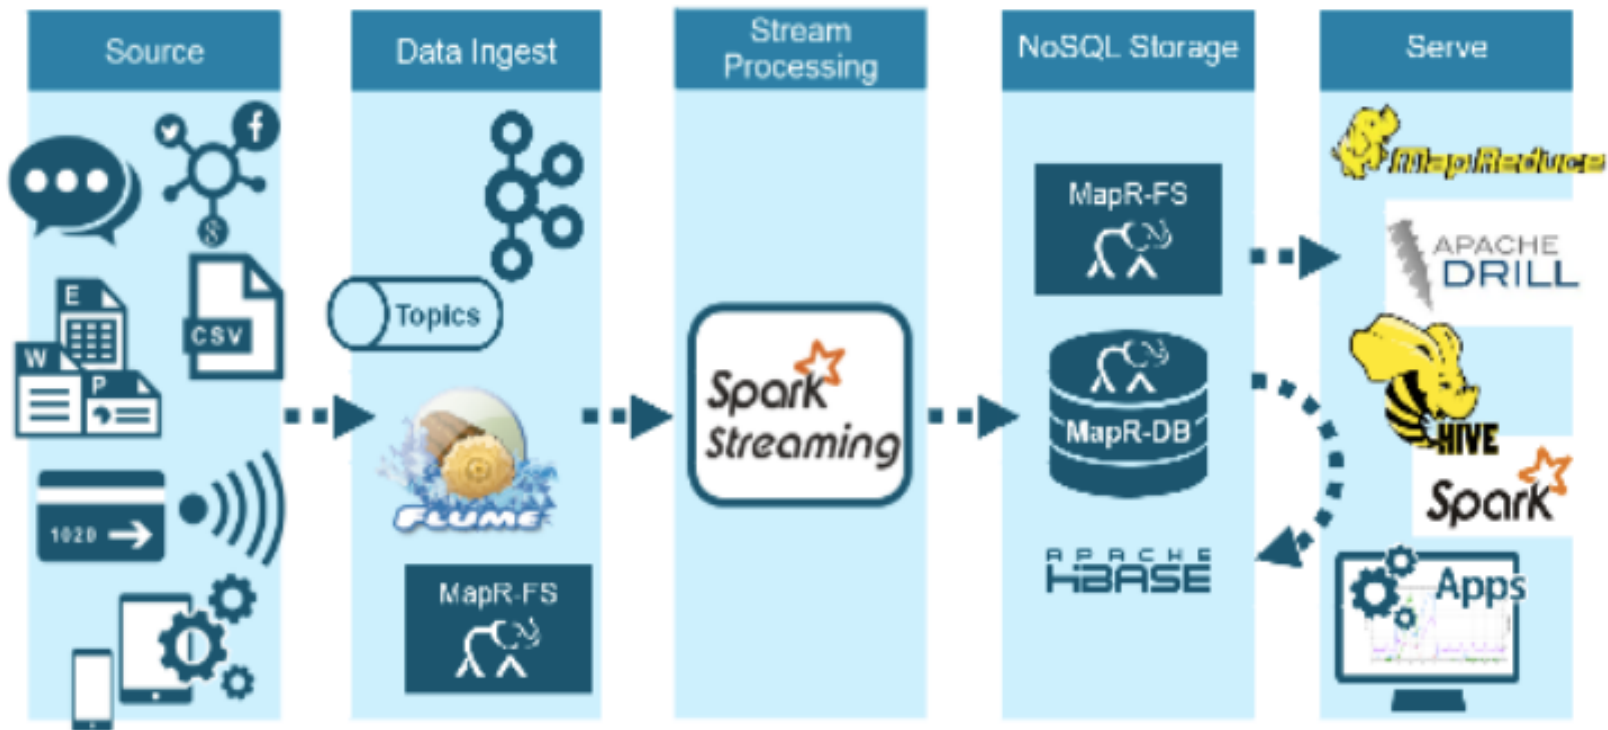 Source
Data Ingest
Stream
Processing
NoSQL Storage
Serve
E
W
P
CSV
1020
Topics
FLUME
MapR-FS
Spark
Streaming
MapR-FS
MapR-DB
APACHE
HBASE
MapReduce
APACHE
DRILL
HIVE
Spark
Apps